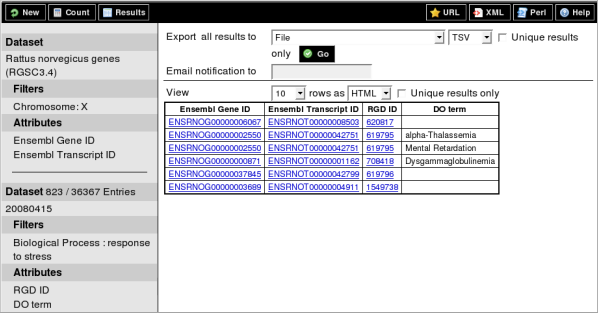 New Count Results URL XML Perl Help
Dataset
Rattus norvegicus genes
(RGSC3.4)
Filters
Chromosome: X
Attributes
Ensembl Gene ID
Ensembl Transcript ID
Dataset 823 / 36367 Entries
20080415
Filters
Biological Process : response
to stress
Attributes
RGD ID
DO term
Export all results to File TSV Unique results
only Go
Email notification to
View 10 rows as HTML Unique results only
Ensembl Gene ID Ensembl Transcript ID RGD ID DO term
ENSRNOG00000006067 ENSRNOT00000008503 620817
ENSRNOG00000002550 ENSRNOT00000042751 619795 alpha-Thalassemia
ENSRNOG00000002550 ENSRNOT00000042751 619795 Mental Retardation
ENSRNOG00000000871 ENSRNOT00000001162 708418 Dysgammaglobulinemia
ENSRNOG00000037845 ENSRNOT00000042799 619796
ENSRNOG00000003689 ENSRNOT00000004911 1549738